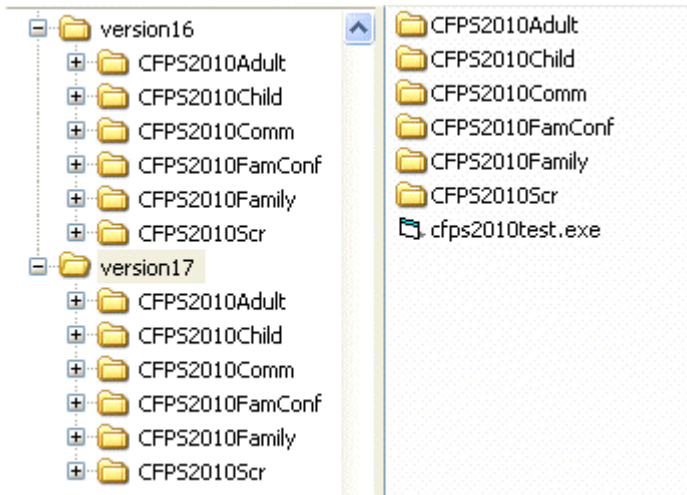 version16
CFPS2010Adult
CFPS2010Child
CFPS2010Comm
CFPS2010FamConf
CFPS2010Family
CFPS2010Scr
version17
CFPS2010Adult
CFPS2010Child
CFPS2010Comm
CFPS2010FamConf
CFPS2010Family
CFPS2010Scr
CFPS2010Adult
CFPS2010Child
CFPS2010Comm
CFPS2010FamConf
CFPS2010Family
CFPS2010Scr
cfps2010test.exe